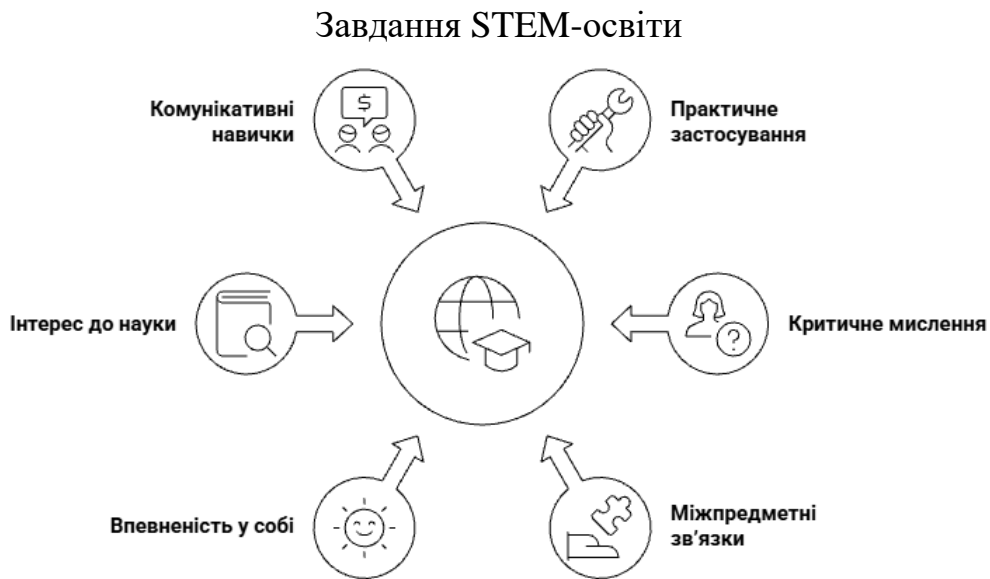 Завдання STEM-освіти
Комунікативні
навички
$
Практичне
застосування
Інтерес до науки
?
Критичне мислення
Впевненість у собі
Міжпредметні
зв'язки